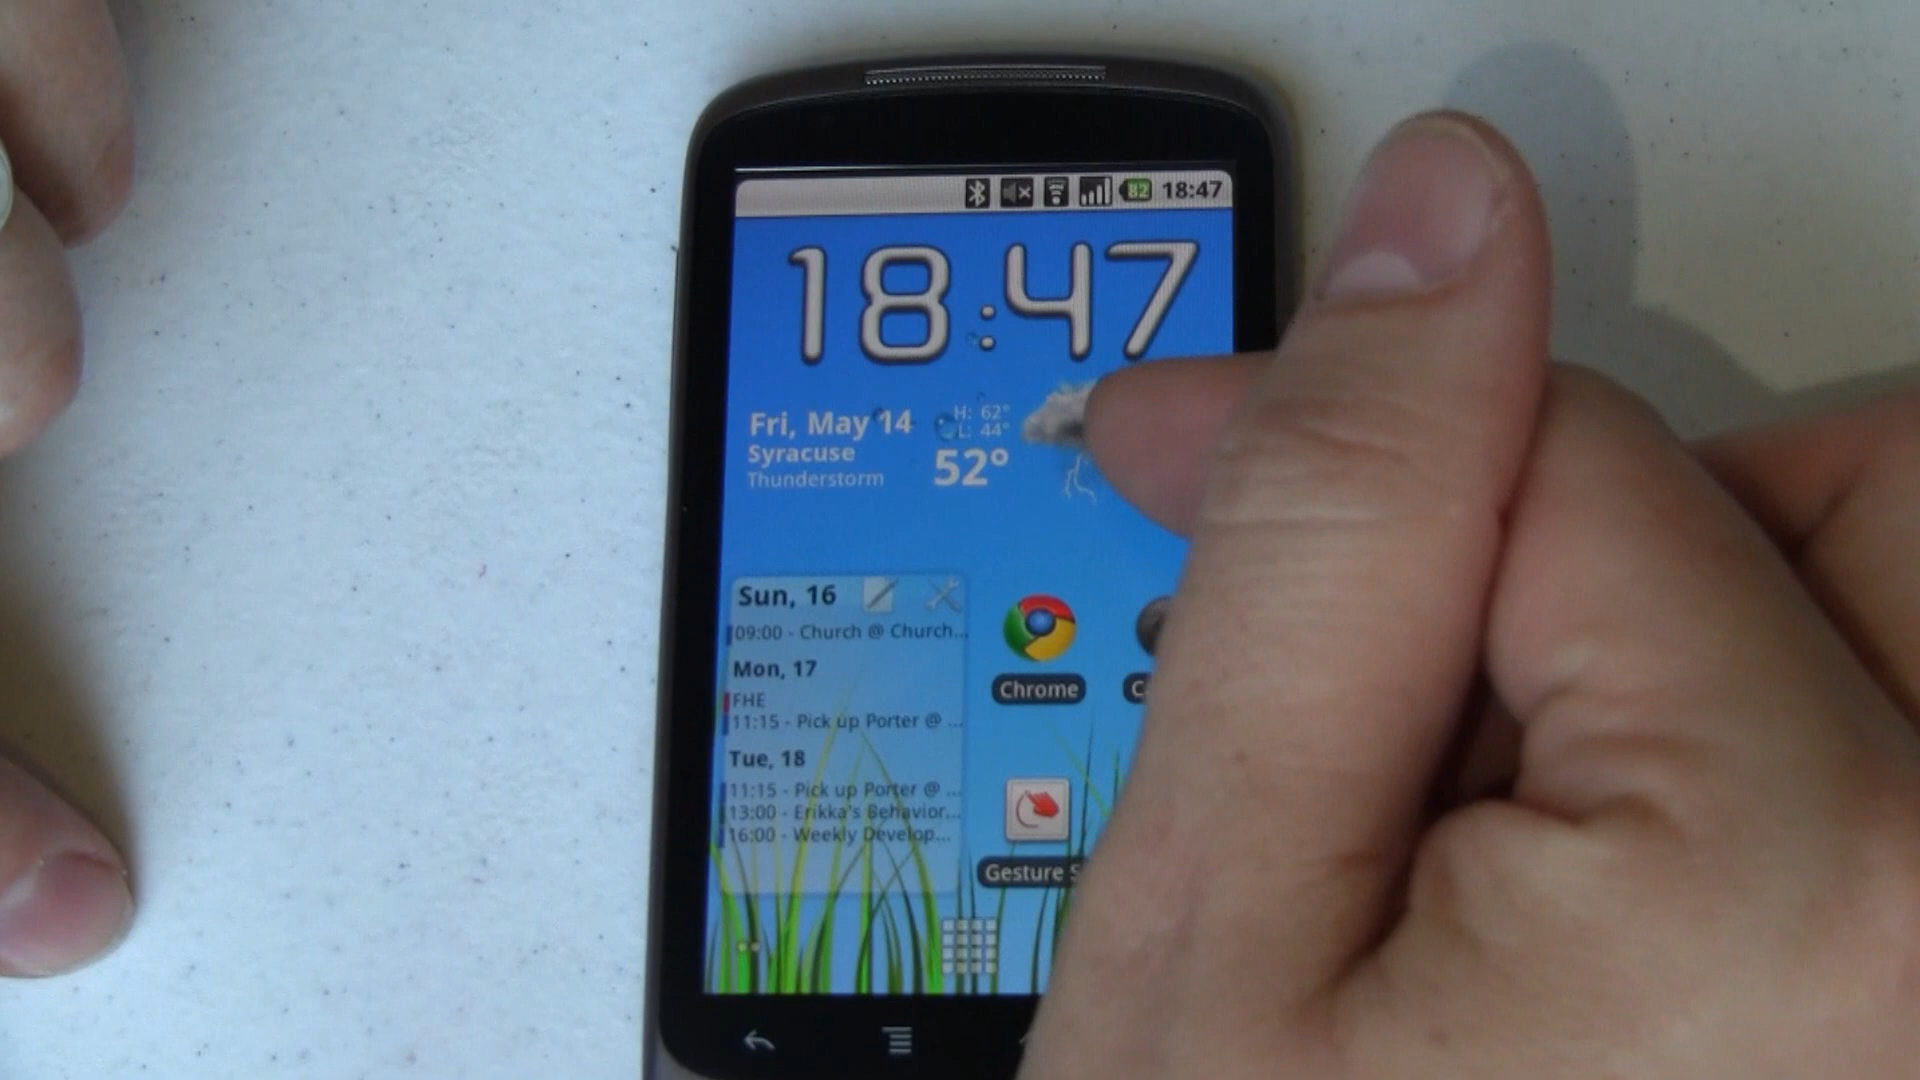 82 18:47
18:47
Fri, May 14
Syracuse
Thunderstorm
H: 62°
L: 44°
52°
Sun, 16
09:00 - Church @ Church...
Mon, 17
FHE
11:15 - Pick up Porter @ ...
Tue, 18
11:15 - Pick up Porter @ ...
13:00 - Erikka's Behavior...
16:00 - Weekly Develop...
Chrome
C
Gesture S